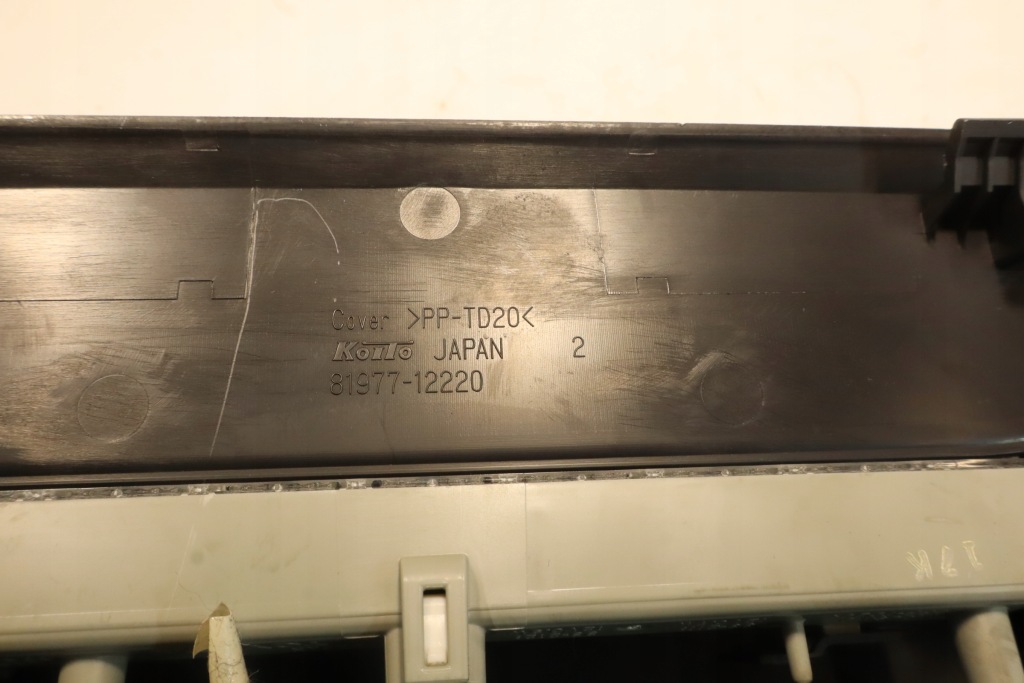 Cover >PP-TD20<
KOITO JAPAN 2
81977-12220